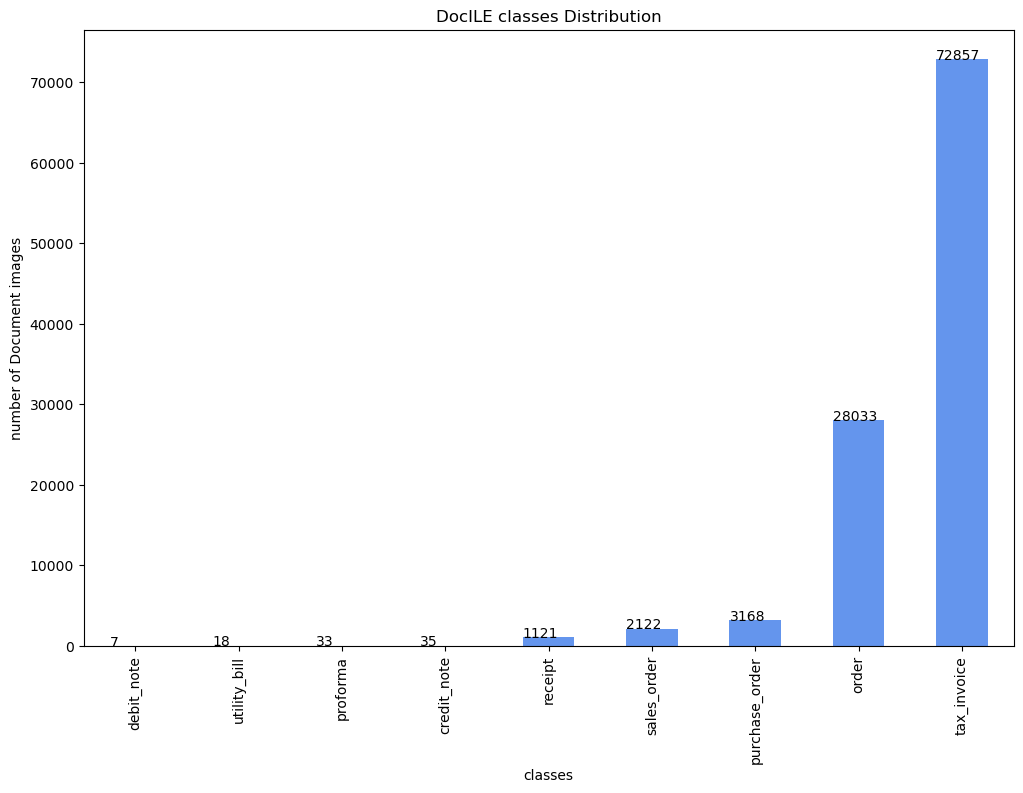 DocILE classes Distribution
number of Document images
70000
60000
50000
40000
30000
20000
10000
0
7
18
33
35
1121
2122
3168
28033
72857
debit_note
utility_bill
proforma
credit_note
receipt
sales_order
purchase_order
order
tax_invoice
classes